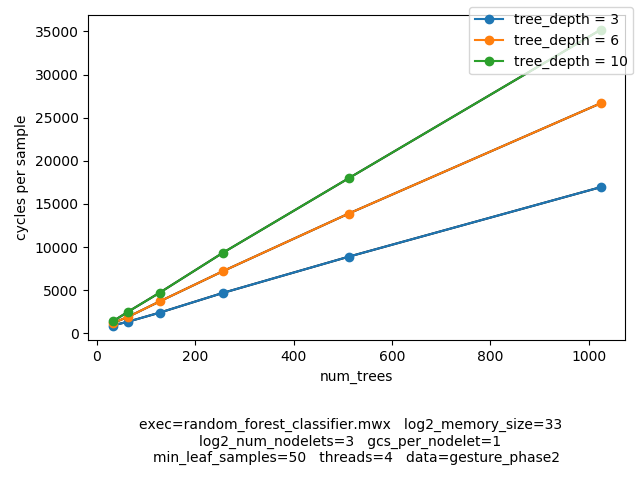 tree_depth = 3
tree_depth = 6
tree_depth = 10
35000
30000
25000
20000
15000
10000
5000
0
cycles per sample
0 200 400 600 800 1000
num_trees
exec=random_forest_classifier.mwx log2_memory_size=33
log2_num_nodelets=3 gcs_per_nodelet=1
min_leaf_samples=50 threads=4 data=gesture_phase2